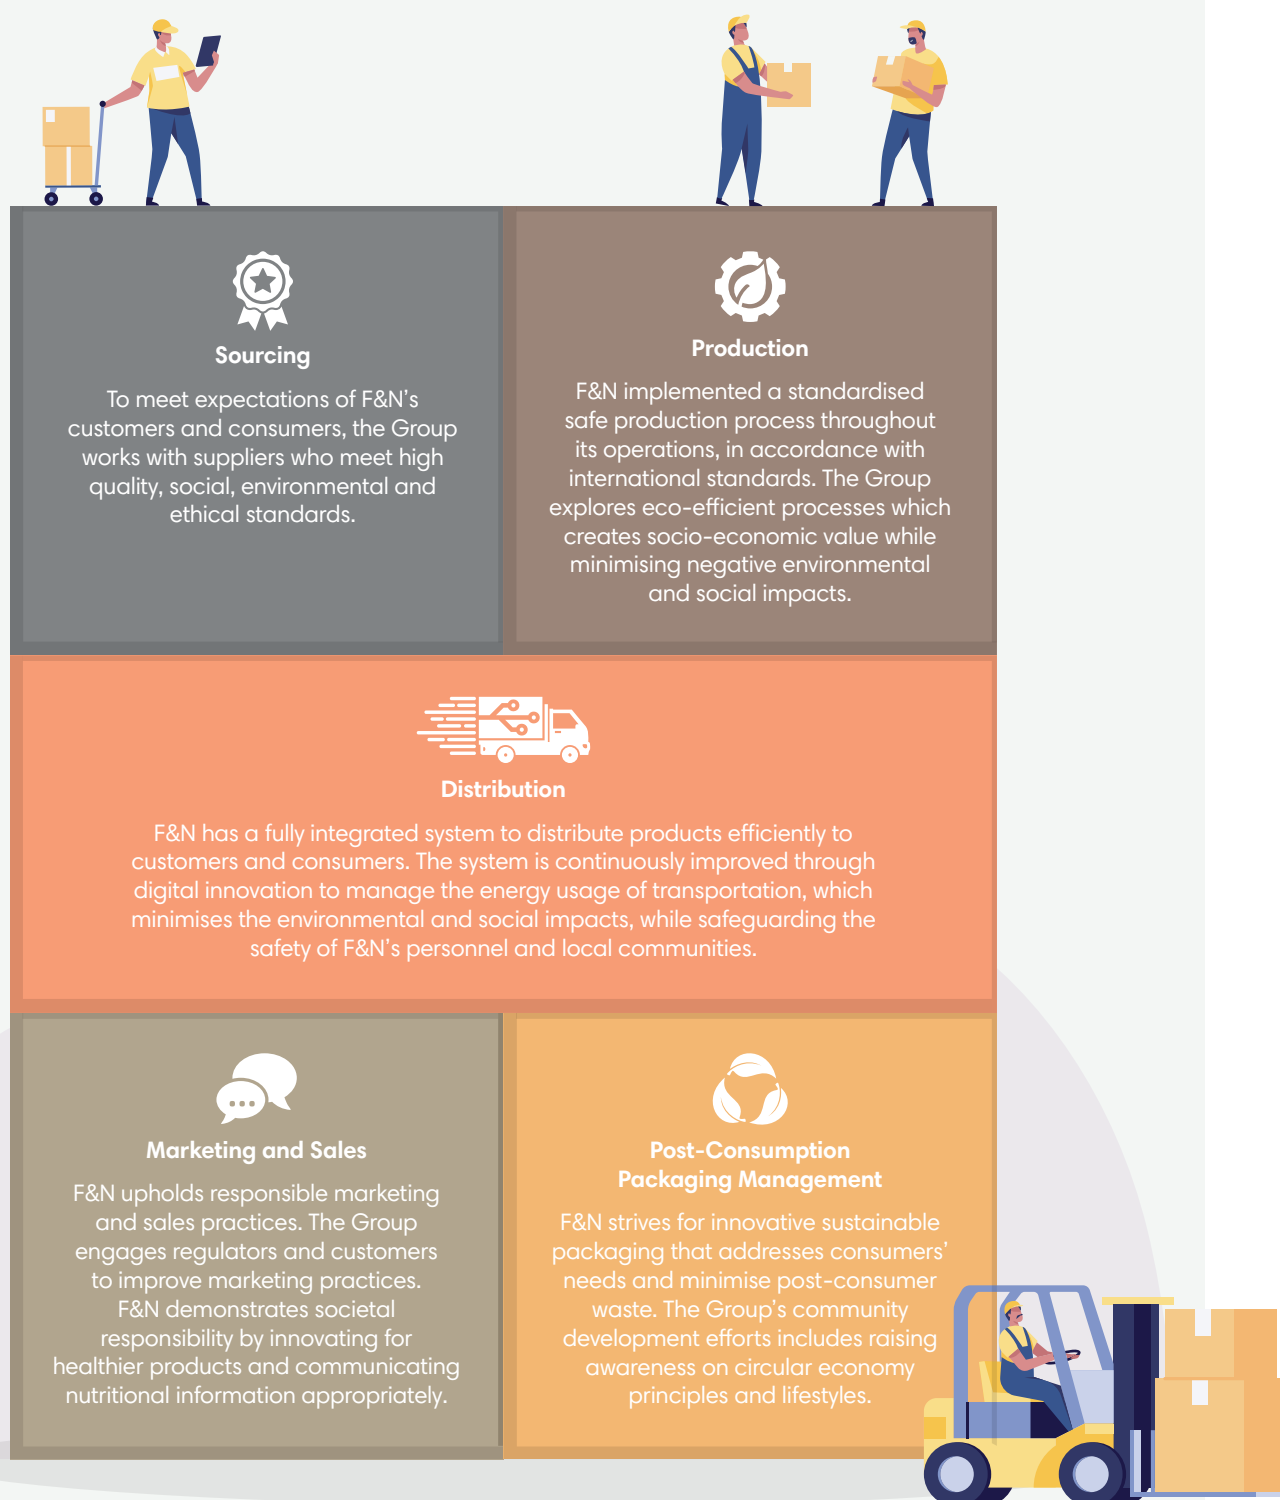 Sourcing
To meet expectations of F&N's
customers and consumers, the Group
works with suppliers who meet high
quality, social, environmental and
ethical standards.
Production
F&N implemented a standardised
safe production process throughout
its operations, in accordance with
international standards. The Group
explores eco-efficient processes which
creates socio-economic value while
minimising negative environmental
and social impacts.
Distribution
F&N has a fully integrated system to distribute products efficiently to
customers and consumers. The system is continuously improved through
digital innovation to manage the energy usage of transportation, which
minimises the environmental and social impacts, while safeguarding the
safety of F&N's personnel and local communities.
Marketing and Sales
F&N upholds responsible marketing
and sales practices. The Group
engages regulators and customers
to improve marketing practices.
F&N demonstrates societal
responsibility by innovating for
healthier products and communicating
nutritional information appropriately.
Post-Consumption
Packaging Management
F&N strives for innovative sustainable
packaging that addresses consumers'
needs and minimise post-consumer
waste. The Group's community
development efforts includes raising
awareness on circular economy
principles and lifestyles.